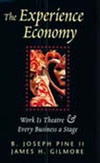 The Experience
Economy
Work Is Theatre &
Every Business a Stage
B. JOSEPH PINE II
JAMES H. GILMORE